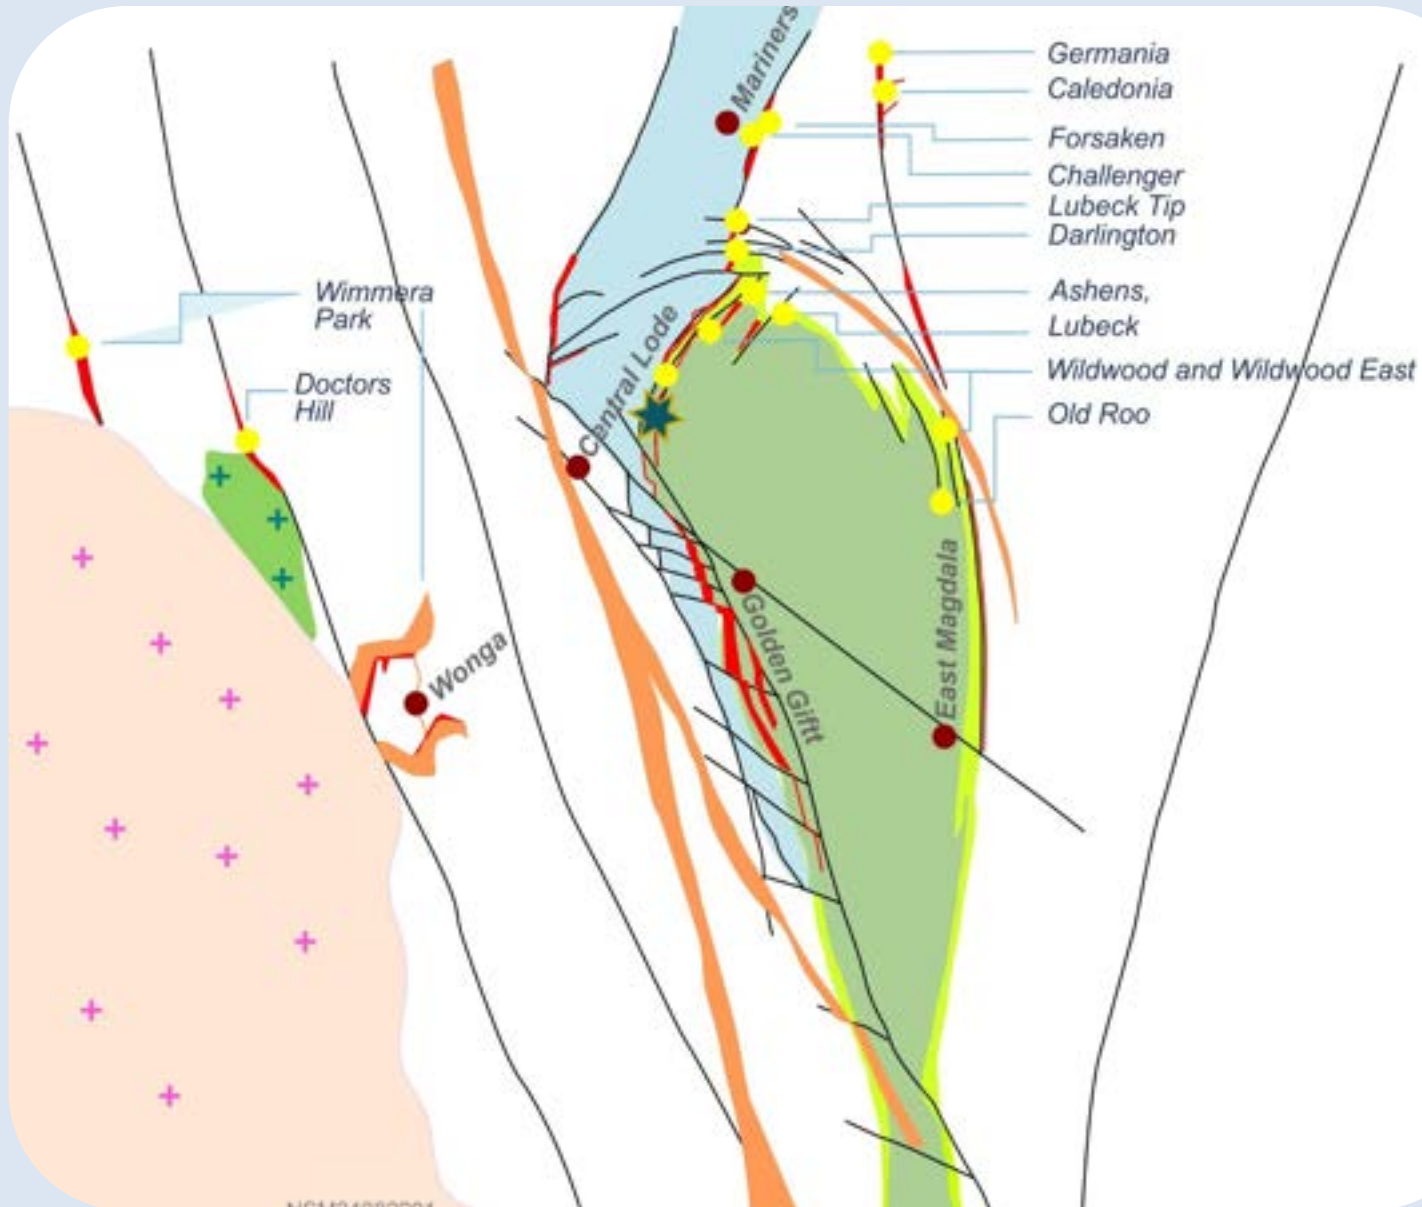 Mariners
Germania
Caledonia
Forsaken
Challenger
Lubeck Tip
Darlington
Ashens,
Lubeck
Wildwood and Wildwood East
Old Roo
Wimmera
Park
Doctors
Hill
Central Lode
Wonga
Golden Giftt
East Magdala